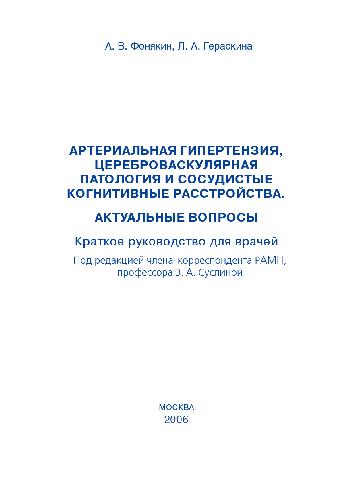 А. В. Фонякин, Л. А. Гераскина
АРТЕРИАЛЬНАЯ ГИПЕРТЕНЗИЯ,
ЦЕРЕБРОВАСКУЛЯРНАЯ
ПАТОЛОГИЯ И СОСУДИСТЫЕ
КОГНИТИВНЫЕ РАССТРОЙСТВА.
АКТУАЛЬНЫЕ ВОПРОСЫ
Краткое руководство для врачей
Под редакцией члена-корреспондента РАМН,
профессора З. А. Суслиной
МОСКВА
2006